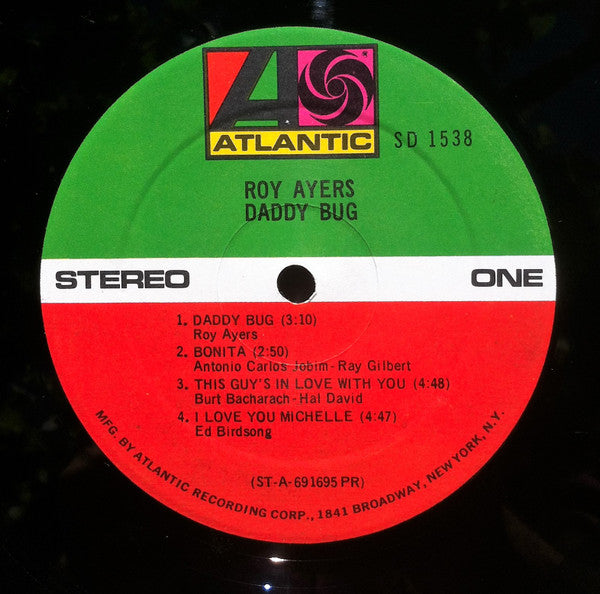 ATLANTIC
SD 1538
ROY AYERS
DADDY BUG
STEREO
ONE
1. DADDY BUG (3:10)
Roy Ayers
2. BONITA (2:50)
Antonio Carlos Jobim - Ray Gilbert
3. THIS GUY'S IN LOVE WITH YOU (4:48)
Burt Bacharach - Hal David
4. I LOVE YOU MICHELLE (4:47)
Ed Birdsong
(ST-A-691695 PR)
MFG. BY ATLANTIC RECORDING CORP., 1841 BROADWAY, NEW YORK, N.Y.